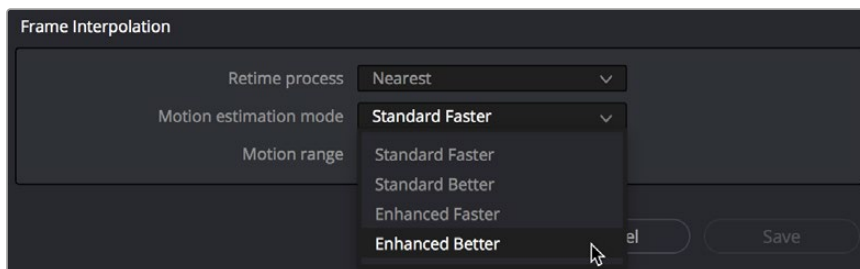 Frame Interpolation
Retime process Nearest
Motion estimation mode Standard Faster
Motion range Standard Faster
Standard Better
Enhanced Faster
Enhanced Better
Save